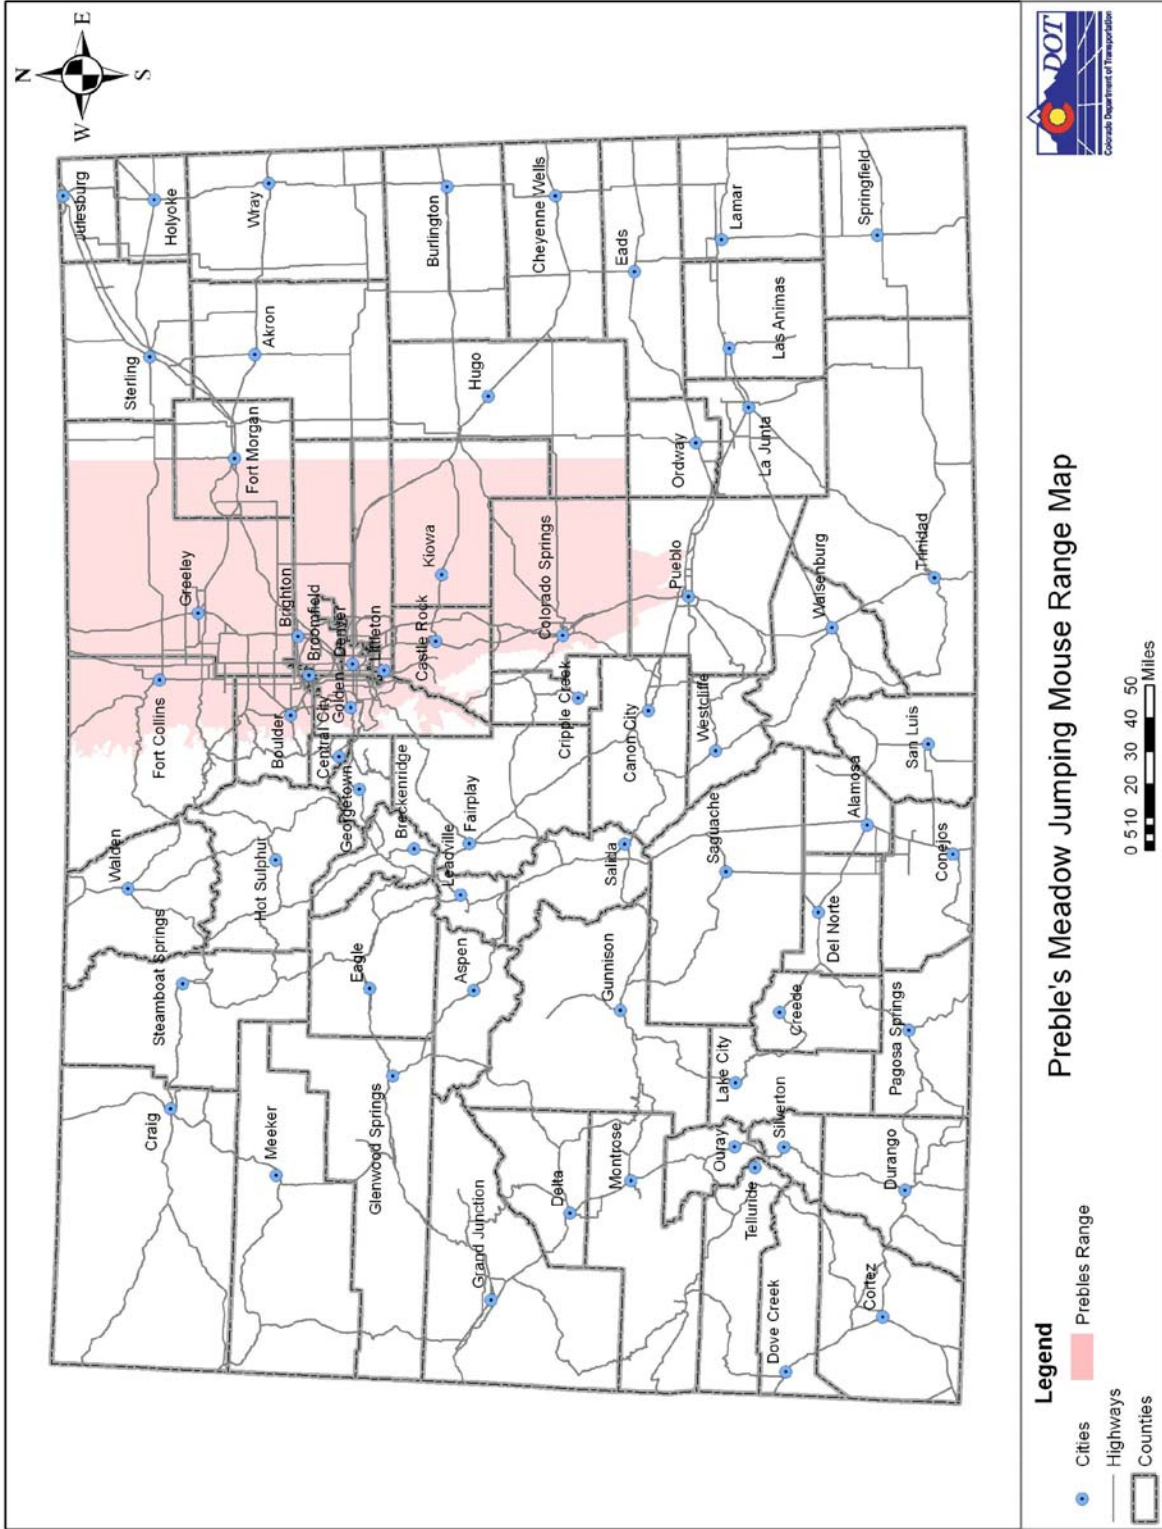 N
W E
S
Julesburg
Holyoke
Sterling
Walden
Steamboat Springs
Craig
Fort Collins
Greeley
Fort Morgan
Akron
Wray
Meeker
Hot Sulphur
Boulder
Brighton
Broomfield
Central City
Golden
Denver
Georgetown
Littleton
Eagle
Glenwood Springs
Breckenridge
Castle Rock
Kiowa
Burlington
Leadville
Aspen
Fairplay
Hugo
Grand Junction
Cheyenne Wells
Colorado Springs
Cripple Creek
Delta
Salida
Gunnison
Canon City
Montrose
Eads
Pueblo
Ordway
Westcliffe
Saguache
Lake City
Ouray
Lamar
Las Animas
La Junta
Telluride
Silverton
Creede
Dove Creek
Walsenburg
Del Norte
Alamosa
Springfield
Pagosa Springs
Durango
Cortez
San Luis
Trinidad
Conejos
Preble's Meadow Jumping Mouse Range Map
Legend
Cities
Highways
Counties
Prebles Range
0 5 10 20 30 40 50
Miles
DOT
Colorado Department of Transportation